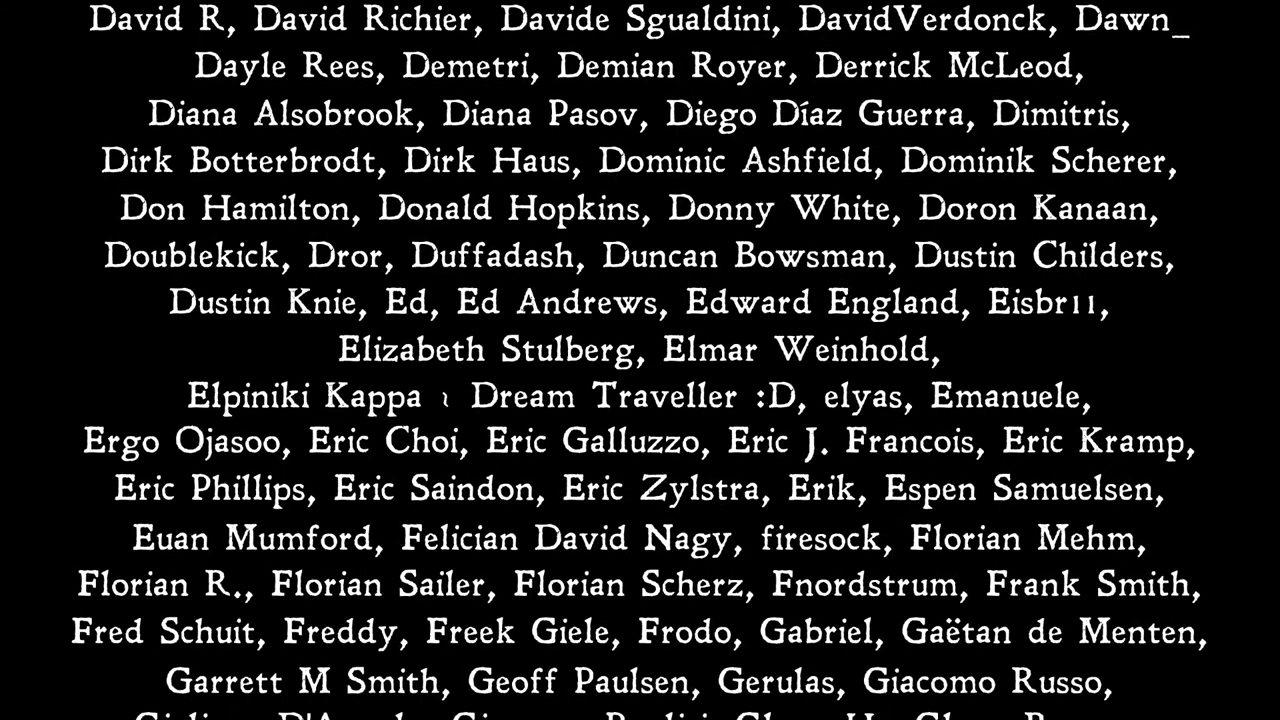 David R, David Richier, Davide Sgualdini, DavidVerdonck, Dawn_
Dayle Rees, Demetri, Demian Royer, Derrick McLeod,
Diana Alsobrook, Diana Pasov, Diego Díaz Guerra, Dimitris,
Dirk Botterbrodt, Dirk Haus, Dominic Ashfield, Dominik Scherer,
Don Hamilton, Donald Hopkins, Donny White, Doron Kanaan,
Doublekick, Dror, Duffadash, Duncan Bowsman, Dustin Childers,
Dustin Knie, Ed, Ed Andrews, Edward England, Eisbr11,
Elizabeth Stulberg, Elmar Weinhold,
Elpiniki Kappa ~ Dream Traveller :D, elyas, Emanuele,
Ergo Ojasoo, Eric Choi, Eric Galluzzo, Eric J. Francois, Eric Kramp,
Eric Phillips, Eric Saindon, Eric Zylstra, Erik, Espen Samuelsen,
Euan Mumford, Felician David Nagy, firesock, Florian Mehm,
Florian R., Florian Sailer, Florian Scherz, Fnordstrum, Frank Smith,
Fred Schuit, Freddy, Freek Giele, Frodo, Gabriel, Gaëtan de Menten,
Garrett M Smith, Geoff Paulsen, Gerulas, Giacomo Russo,